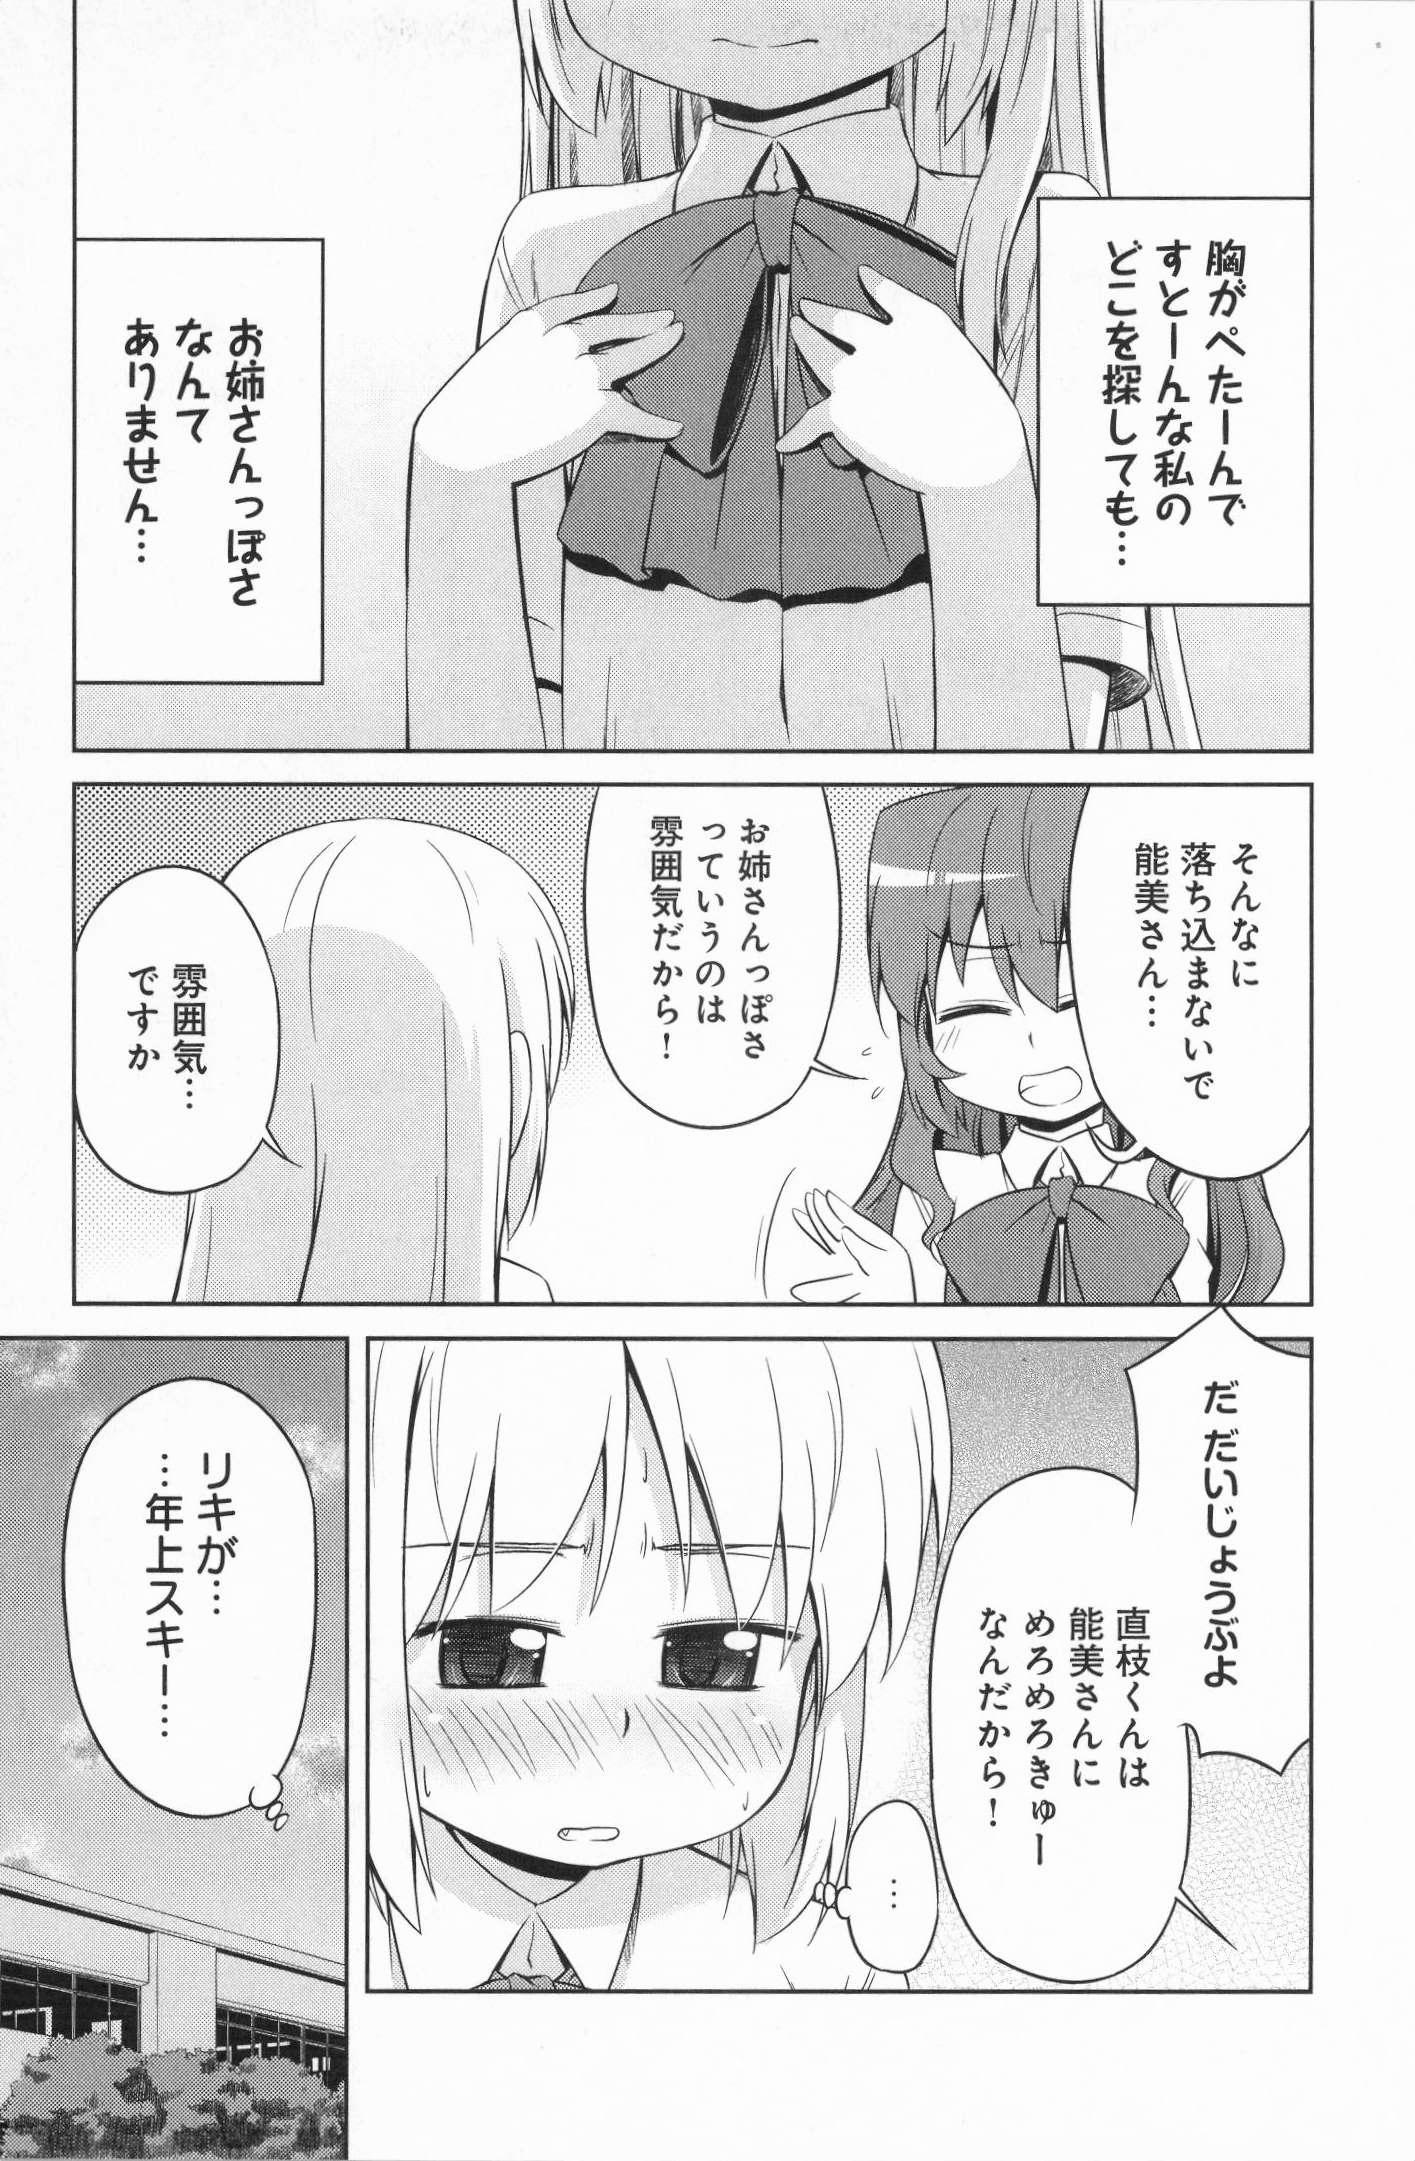 胸がぺたーんで
すとーんな私の
どこを探しても…
お姉さんっぽさ
なんて
ありません…
そんなに
落ち込まないで
能美さん…
お姉さんっぽさ
っていうのは
雰囲気だから！
雰囲気…
ですか
だ だいじょうぶよ
直枝くんは
能美さんに
めろめろきゅー
なんだから！
…
リキが…
…年上スキー…